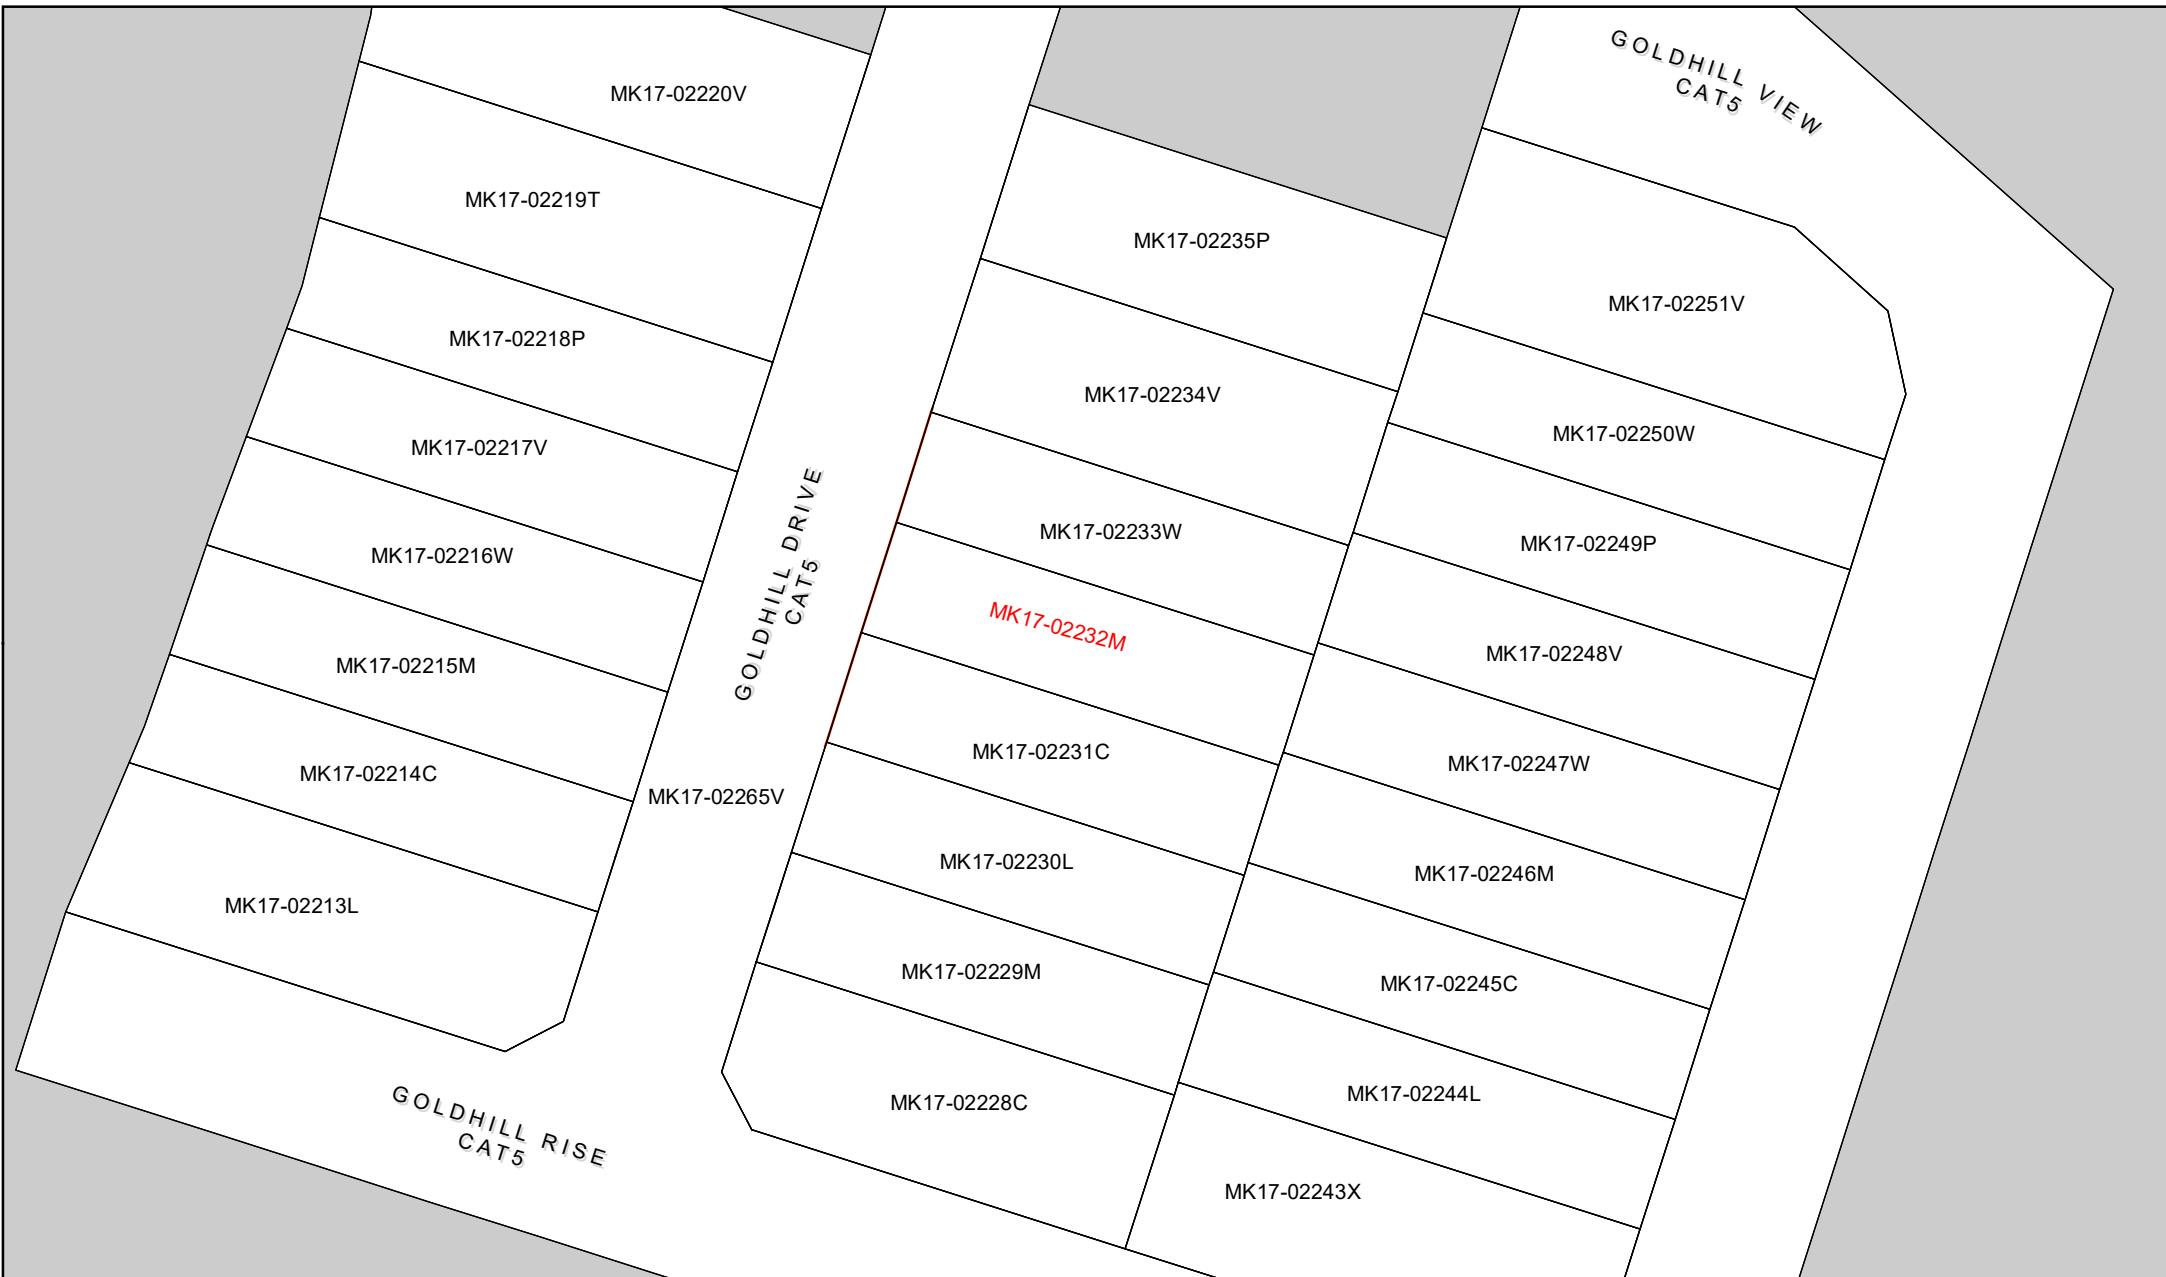 GOLDHILL VIEW
CAT5
MK17-02220V
MK17-02219T
MK17-02218P
MK17-02217V
MK17-02216W
MK17-02215M
MK17-02214C
MK17-02213L
GOLDHILL DRIVE
CAT5
MK17-02265V
GOLDHILL RISE
CAT5
MK17-02235P
MK17-02234V
MK17-02233W
MK17-02232M
MK17-02231C
MK17-02230L
MK17-02229M
MK17-02228C
MK17-02251V
MK17-02250W
MK17-02249P
MK17-02248V
MK17-02247W
MK17-02246M
MK17-02245C
MK17-02244L
MK17-02243X